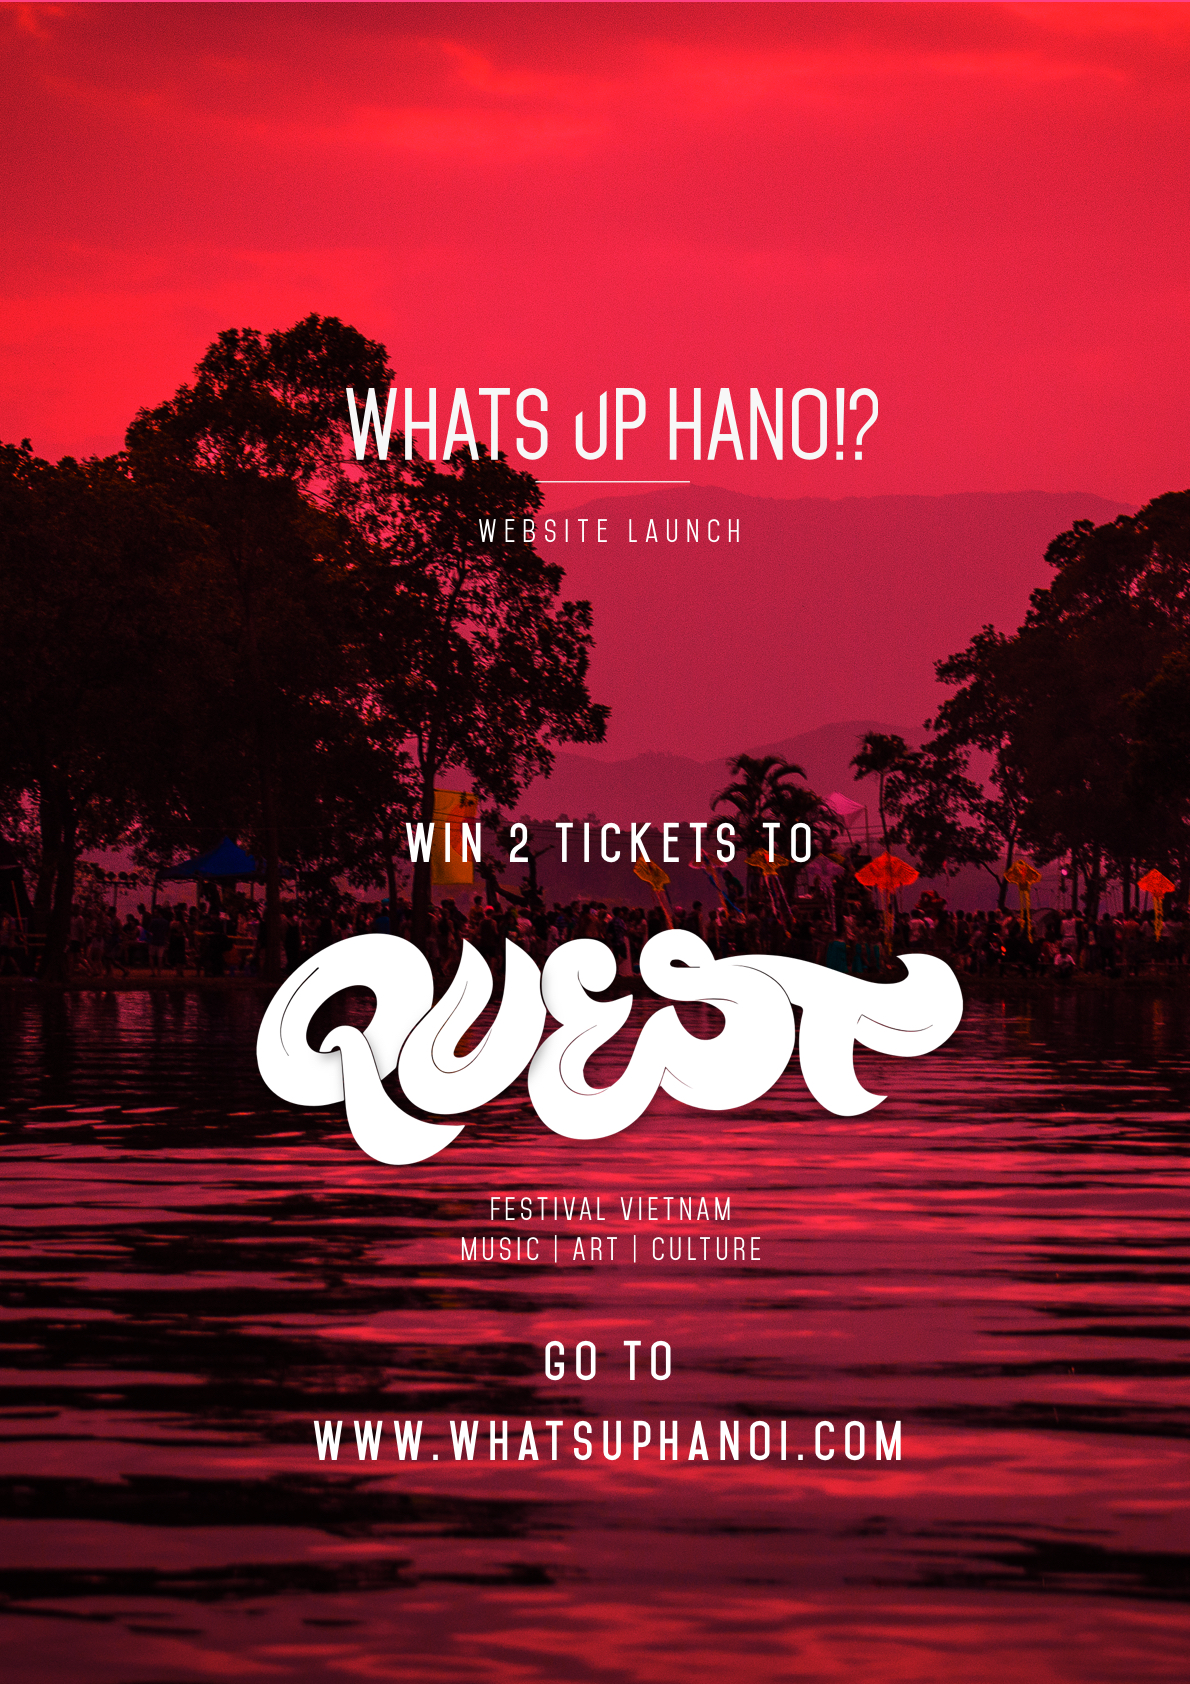 WHATS UP HANO!?
WEBSITE LAUNCH
WIN 2 TICKETS TO
QUEST
FESTIVAL VIETNAM
MUSIC | ART | CULTURE
GO TO
WWW.WHATSUPHANOI.COM